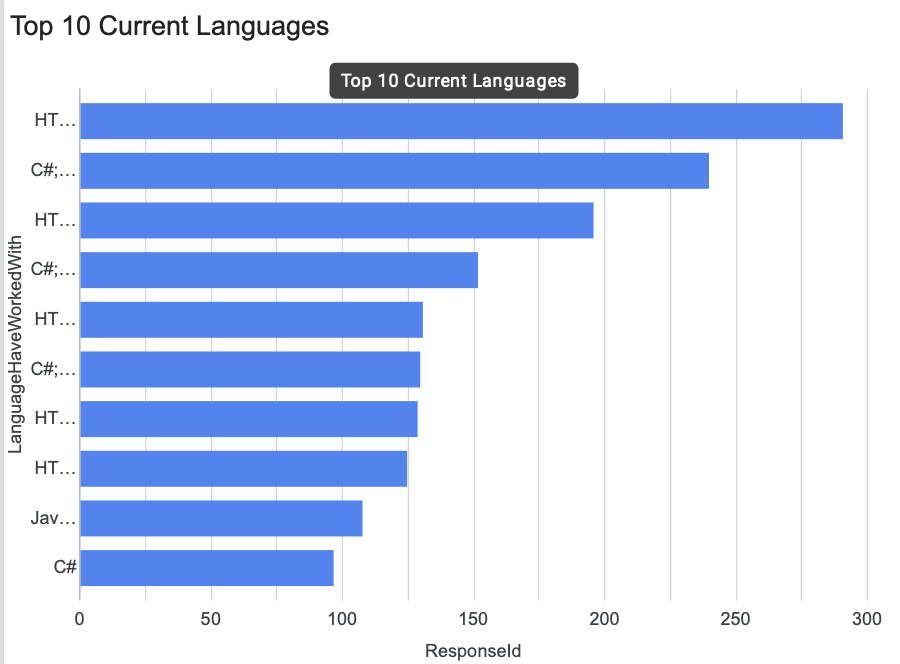 Top 10 Current Languages
Top 10 Current Languages
LanguageHaveWorkedWith
HT...
C#;...
HT...
C#;...
HT...
C#;...
HT...
HT...
Jav...
C#
0 50 100 150 200 250 300
ResponseId